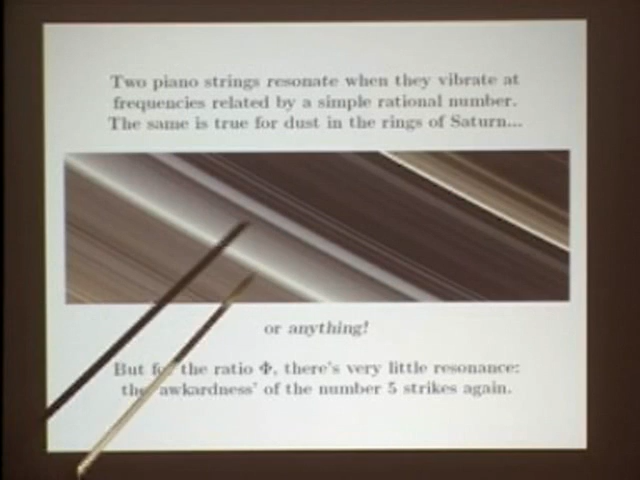 Two piano strings resonate when they vibrate at
frequencies related by a simple rational number.
The same is true for dust in the rings of Saturn...
or anything!
But the ratio Φ, there's very little resonance:
the 'awkardness' of the number 5 strikes again.